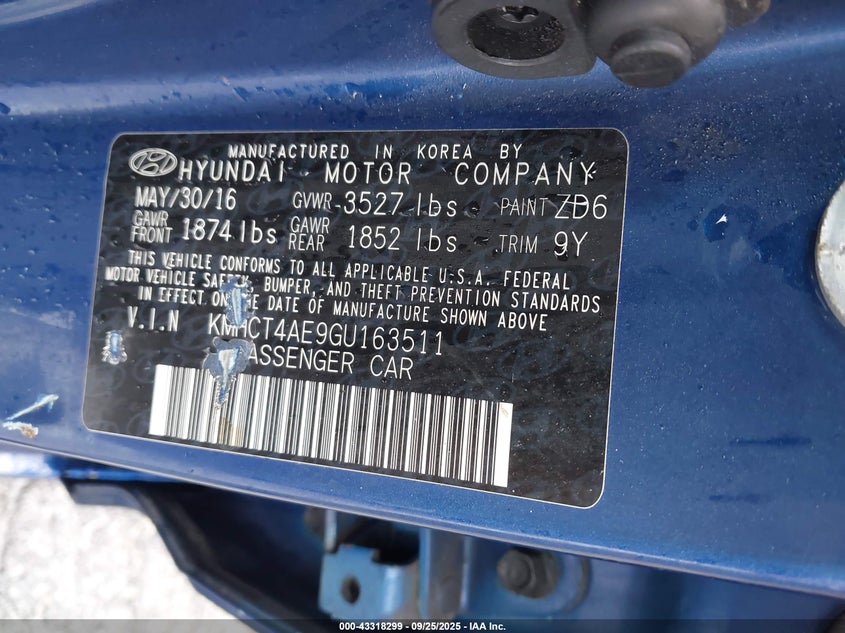 MANUFACTURED IN KOREA BY
HYUNDAI MOTOR COMPANY
MAY/30/16 GVWR-3527 lbs PAINT ZD6
GAWR FRONT 1874 lbs GAWR REAR 1852 lbs TRIM 9Y
THIS VEHICLE CONFORMS TO ALL APPLICABLE U.S.A. FEDERAL
MOTOR VEHICLE SAFETY, BUMPER, AND THEFT PREVENTION STANDARDS
IN EFFECT ON THE DATE OF MANUFACTURE SHOWN ABOVE
V.I.N KMHCT4AE9GU163511
PASSENGER CAR
000-43318299 - 09/25/2025 - IAA Inc.